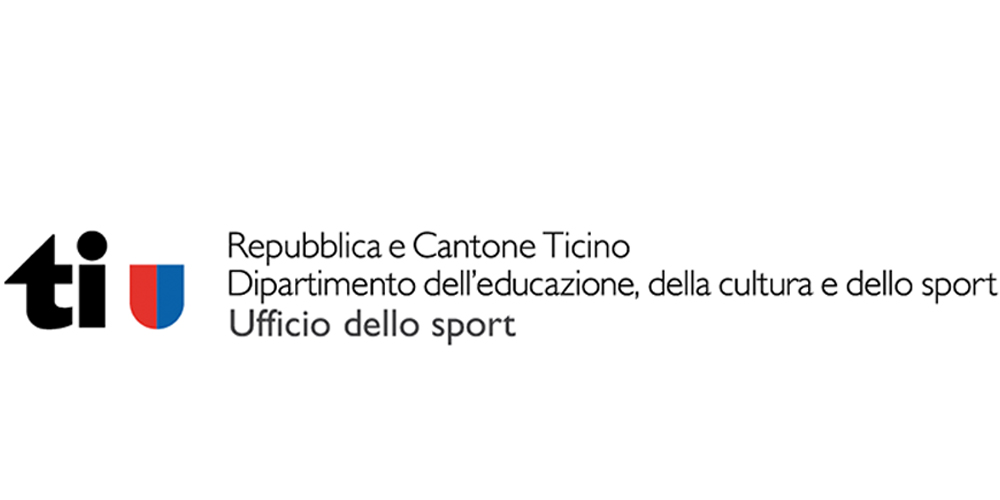 ti
Repubblica e Cantone Ticino
Dipartimento dell'educazione, della cultura e dello sport
Ufficio dello sport